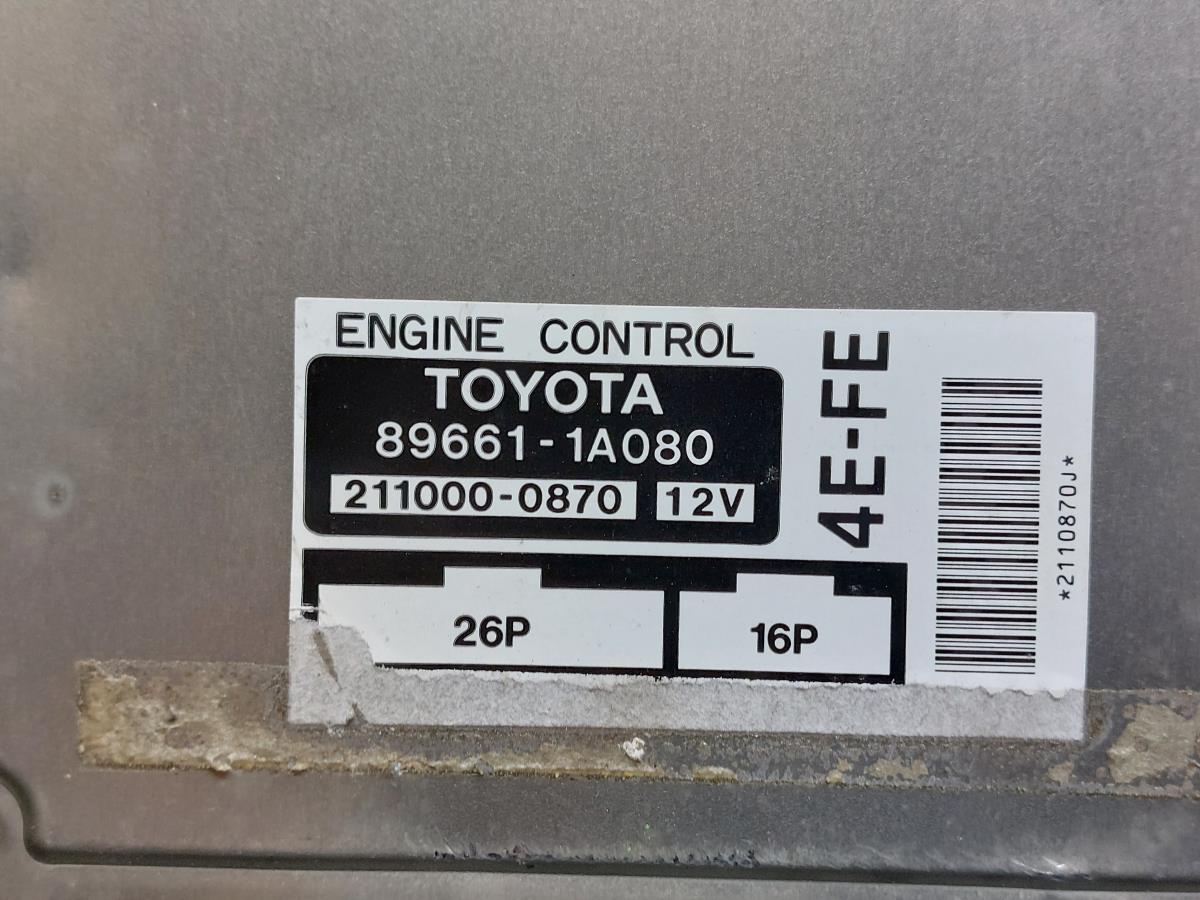 ENGINE CONTROL
TOYOTA
89661-1A080
211000-0870 12V
4E-FE
26P
16P
*2110870J*